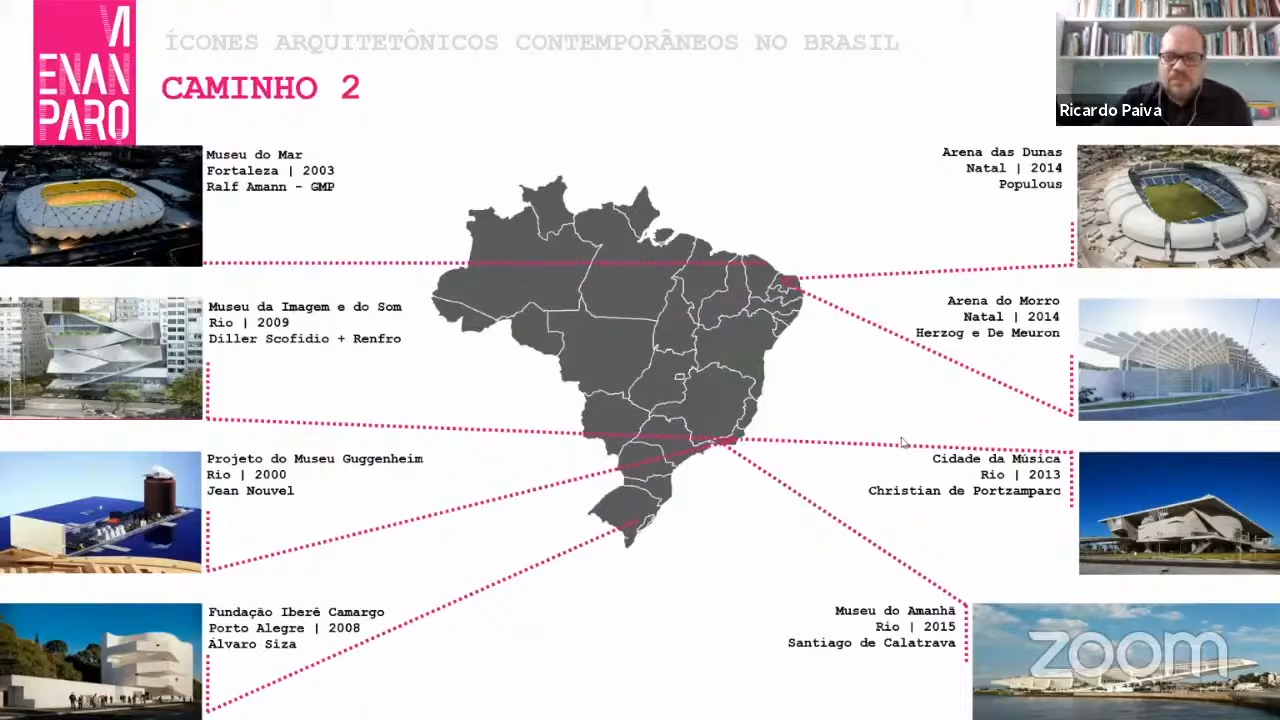 VI
ENAN
PARQ
ÍCONES ARQUITETÔNICOS CONTEMPORÂNEOS NO BRASIL
CAMINHO 2
Ricardo Paiva
Museu do Mar
Fortaleza | 2003
Ralf Amann - GMP
Museu da Imagem e do Som
Rio | 2009
Diller Scofidio + Renfro
Projeto do Museu Guggenheim
Rio | 2000
Jean Nouvel
Fundação Iberê Camargo
Porto Alegre | 2008
Álvaro Siza
Arena das Dunas
Natal | 2014
Populous
Arena do Morro
Natal | 2014
Herzog e De Meuron
Cidade da Música
Rio | 2013
Christian de Portzamparc
Museu do Amanhã
Rio | 2015
Santiago de Calatrava
zoom